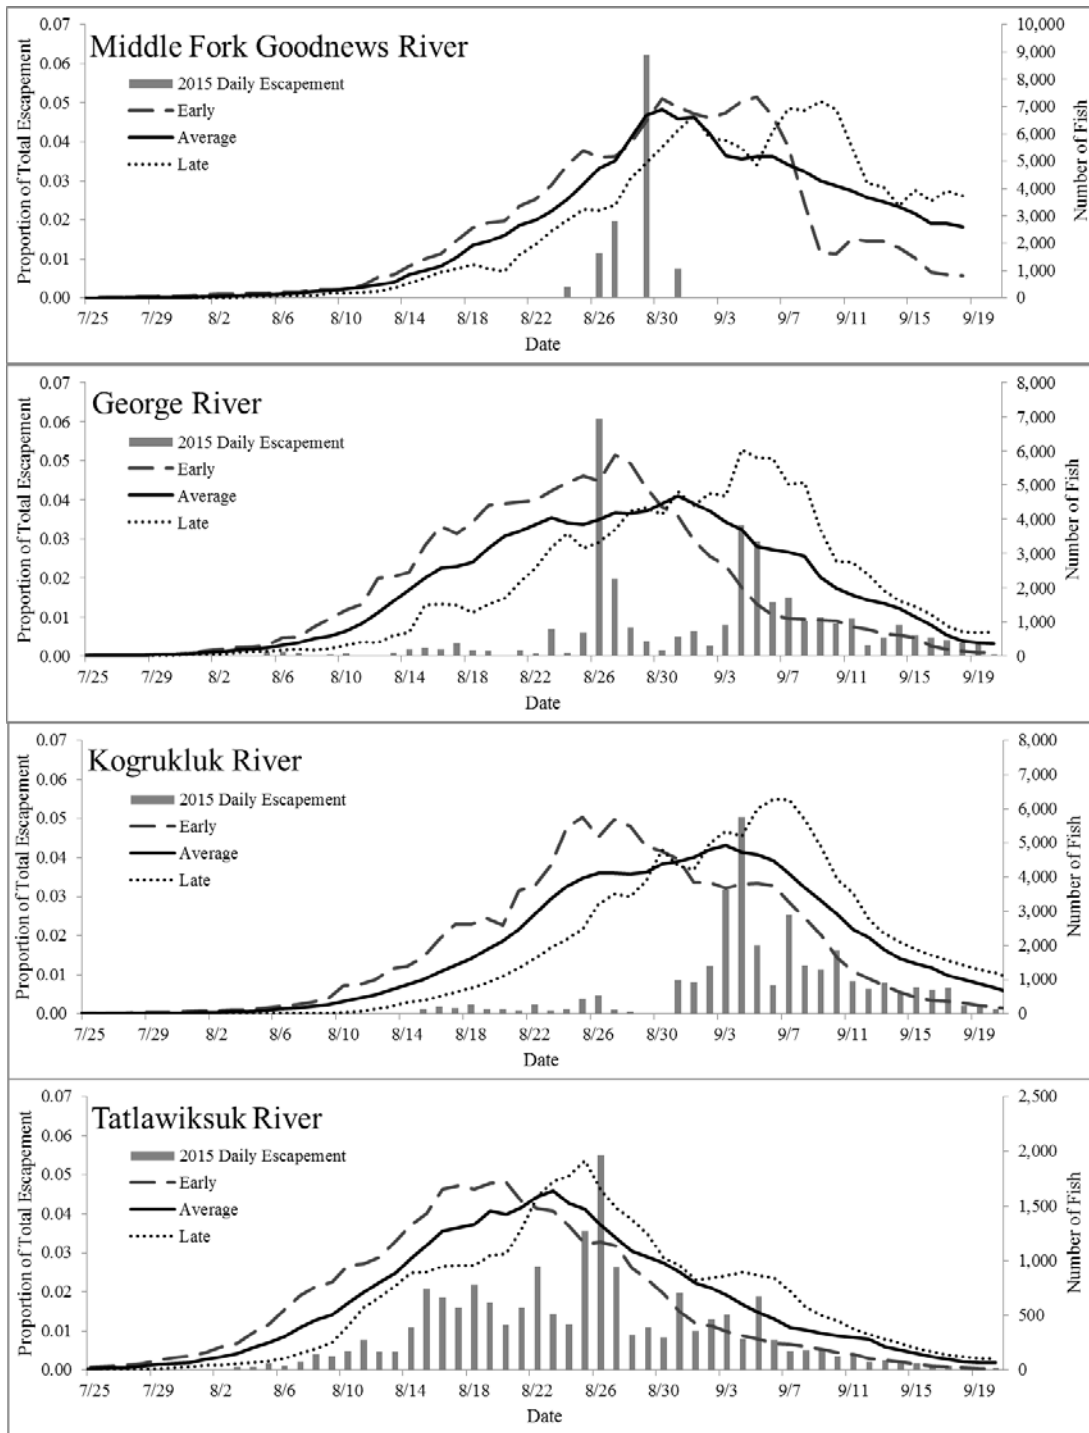 Middle Fork Goodnews River
2015 Daily Escapement
Early
Average
Late
Proportion of Total Escapement
0.07
0.06
0.05
0.04
0.03
0.02
0.01
0.00
10,000
9,000
8,000
7,000
6,000
5,000
4,000
3,000
2,000
1,000
0
Number of Fish
7/25 7/29 8/2 8/6 8/10 8/14 8/18 8/22 8/26 8/30 9/3 9/7 9/11 9/15 9/19
Date
George River
2015 Daily Escapement
Early
Average
Late
Proportion of Total Escapement
0.07
0.06
0.05
0.04
0.03
0.02
0.01
0.00
8,000
7,000
6,000
5,000
4,000
3,000
2,000
1,000
0
Number of Fish
7/25 7/29 8/2 8/6 8/10 8/14 8/18 8/22 8/26 8/30 9/3 9/7 9/11 9/15 9/19
Date
Kogrukluk River
2015 Daily Escapement
Early
Average
Late
Proportion of Total Escapement
0.07
0.06
0.05
0.04
0.03
0.02
0.01
0.00
8,000
7,000
6,000
5,000
4,000
3,000
2,000
1,000
0
Number of Fish
7/25 7/29 8/2 8/6 8/10 8/14 8/18 8/22 8/26 8/30 9/3 9/7 9/11 9/15 9/19
Date
Tatlawiksuk River
2015 Daily Escapement
Early
Average
Late
Proportion of Total Escapement
0.07
0.06
0.05
0.04
0.03
0.02
0.01
0.00
2,500
2,000
1,500
1,000
500
0
Number of Fish
7/25 7/29 8/2 8/6 8/10 8/14 8/18 8/22 8/26 8/30 9/3 9/7 9/11 9/15 9/19
Date